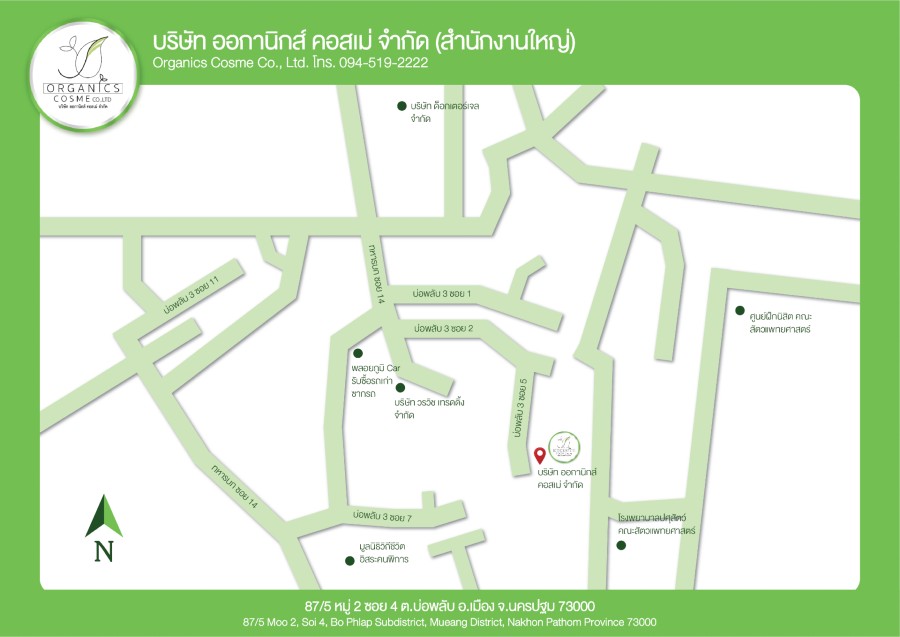 บริษัท ออกานิกส์ คอสเม่ จำกัด (สำนักงานใหญ่)
Organics Cosme Co., Ltd. โทร. 094-519-2222
ORGANICS
COSME CO.,LTD
บริษัท ออกานิกส์ คอสเม่ จำกัด
บริษัท ด็อกเตอร์เจล
จำกัด
ทหารบก ซอย 14
บ่อพลับ 3 ซอย 11
บ่อพลับ 3 ซอย 1
บ่อพลับ 3 ซอย 2
ศูนย์ฝึกนิสิต คณะ
สัตวแพทยศาสตร์
พลอยภูมิ Car
รับซื้อรถเก่า
ซากรถ
บริษัท วรวิช เทรดดิ้ง
จำกัด
บ่อพลับ 3 ซอย 5
บริษัท ออกานิกส์
คอสเม่ จำกัด
ทหารบก ซอย 14
บ่อพลับ 3 ซอย 7
โรงพยาบาลปศุสัตว์
คณะสัตวแพทยศาสตร์
มูลนิธิวิถีชีวิต
อิสระคนพิการ
N
87/5 หมู่ 2 ซอย 4 ต.บ่อพลับ อ.เมือง จ.นครปฐม 73000
87/5 Moo 2, Soi 4, Bo Phlap Subdistrict, Mueang District, Nakhon Pathom Province 73000